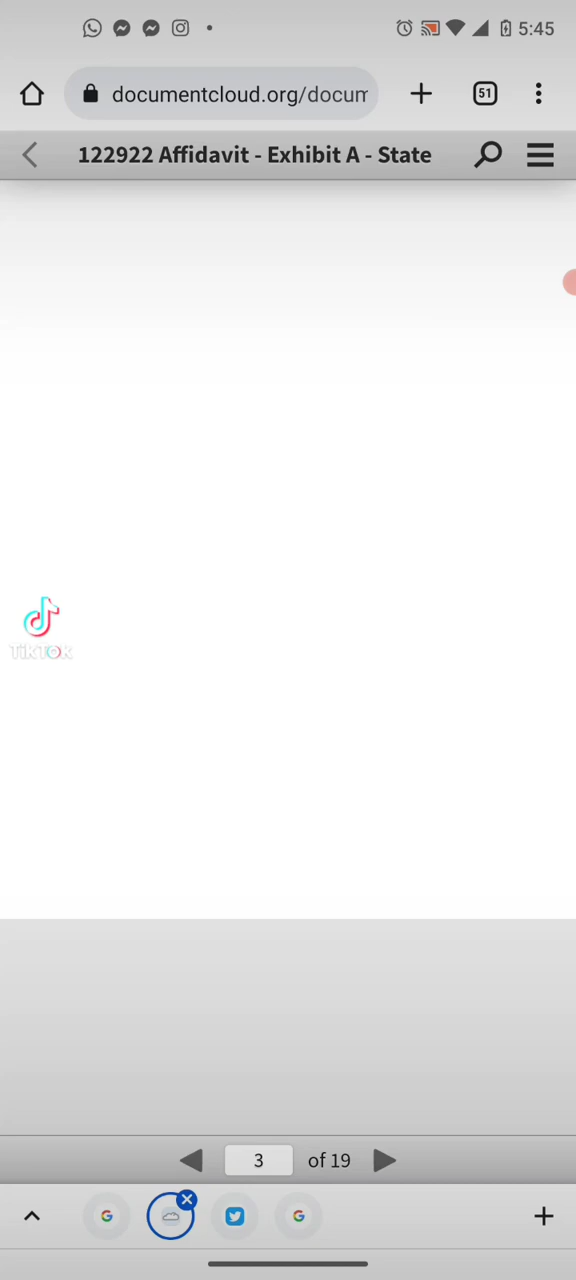 5:45
documentcloud.org/docum
51
122922 Affidavit - Exhibit A - State
TikTok
3 of 19